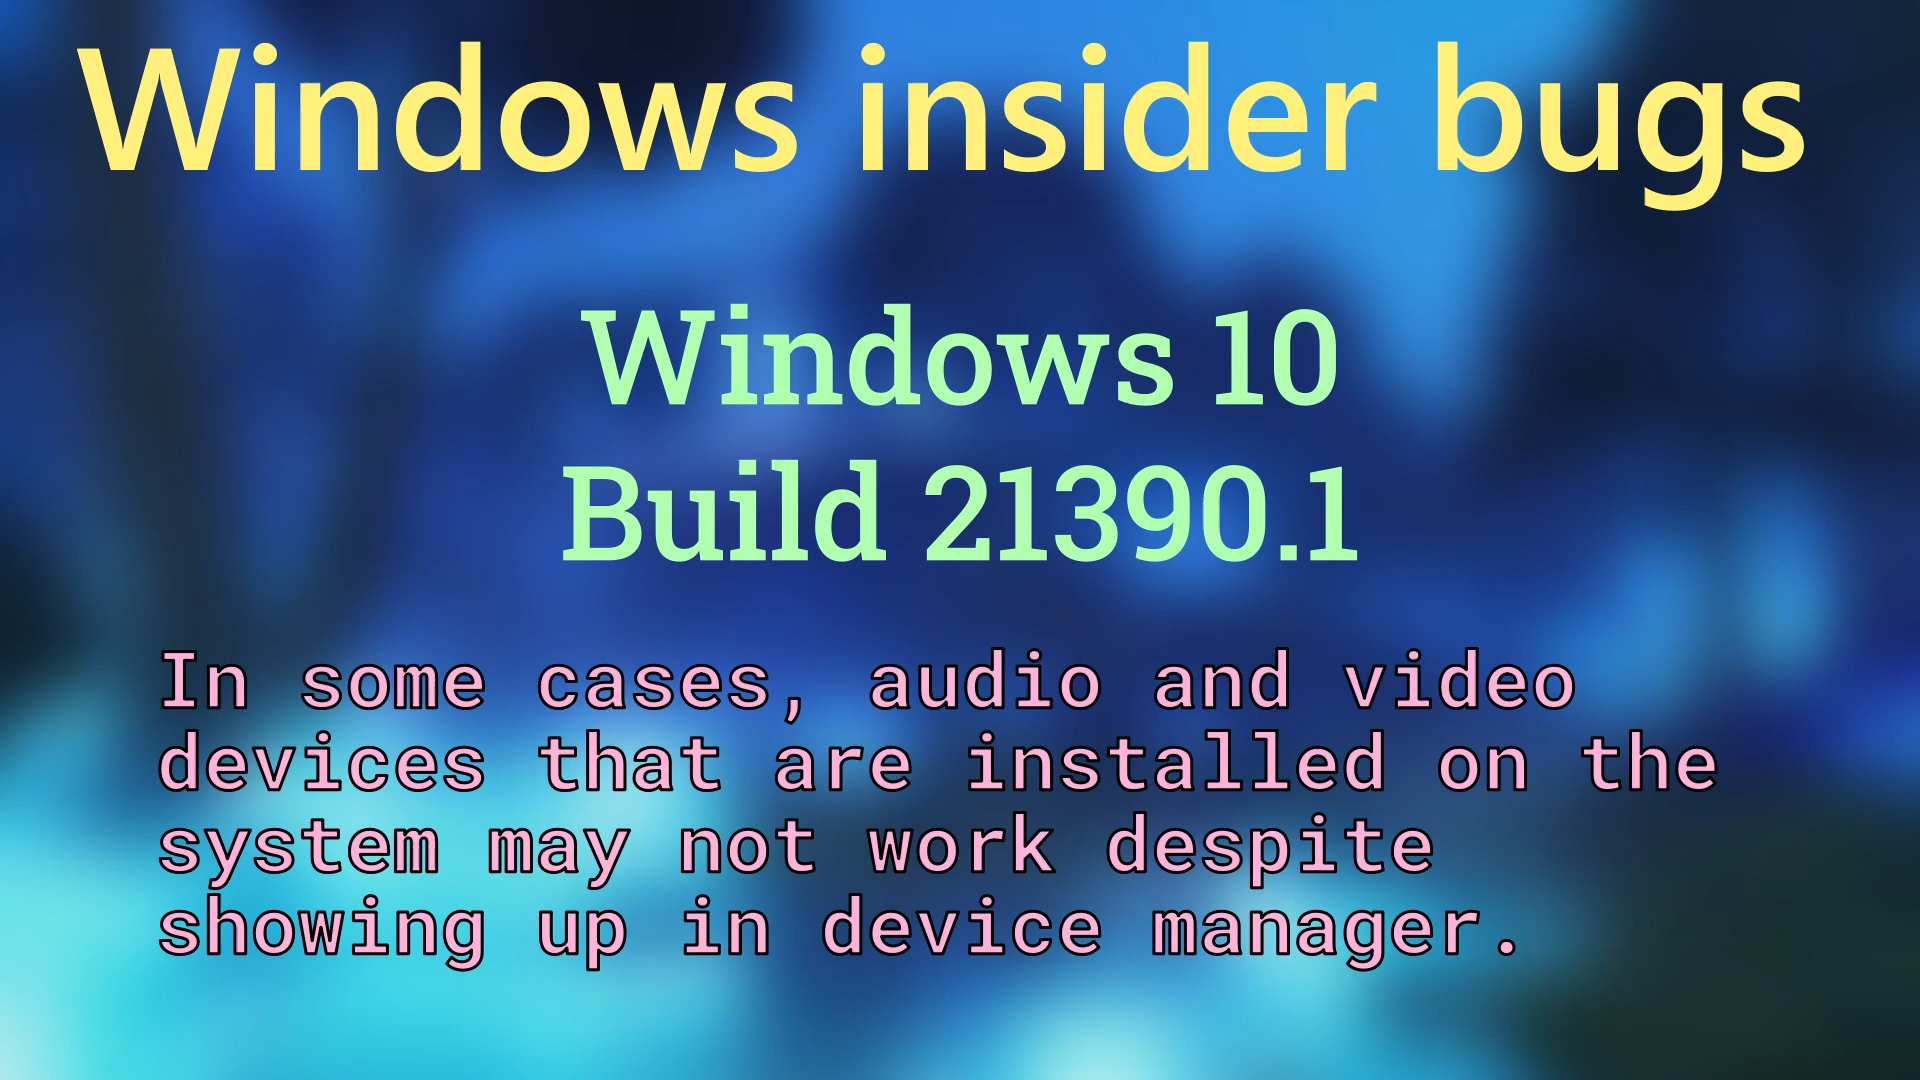 Windows insider bugs
Windows 10
Build 21390.1
In some cases, audio and video
devices that are installed on the
system may not work despite
showing up in device manager.